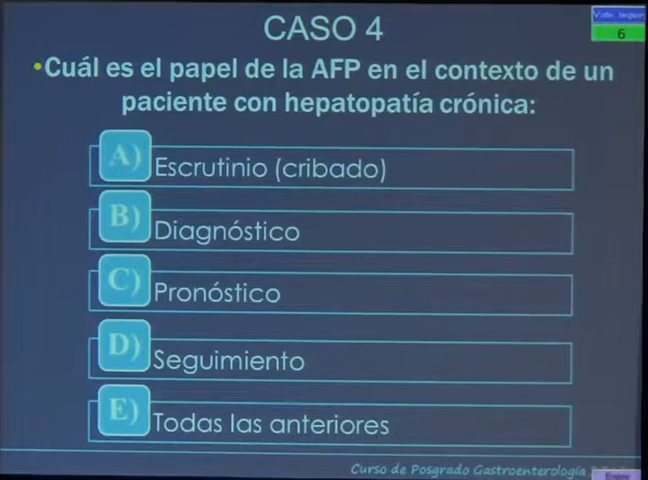 CASO 4
6
•Cuál es el papel de la AFP en el contexto de un
paciente con hepatopatía crónica:
A) Escrutinio (cribado)
B) Diagnóstico
C) Pronóstico
D) Seguimiento
E) Todas las anteriores
Curso de Posgrado Gastroenterología